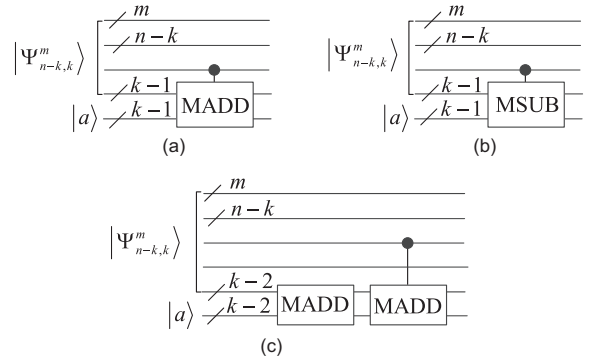 m
n−k
|Ψ^m_{n-k,k}⟩
k−1
MADD
|a⟩
k−1
(a)
m
n−k
|Ψ^m_{n-k,k}⟩
k−1
MSUB
|a⟩
k−1
(b)
m
n−k
|Ψ^m_{n-k,k}⟩
k−2
MADD
MADD
|a⟩
k−2
(c)